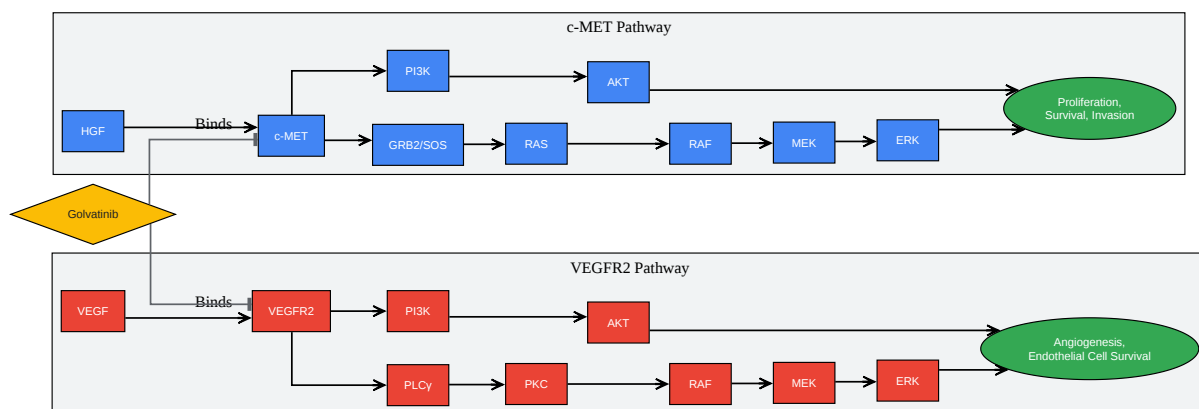 c-MET Pathway
PI3K
AKT
Proliferation,
Survival, Invasion
HGF
Binds
c-MET
GRB2/SOS
RAS
RAF
MEK
ERK
Golvatinib
VEGFR2 Pathway
VEGF
Binds
VEGFR2
PI3K
AKT
Angiogenesis,
Endothelial Cell Survival
PLCγ
PKC
RAF
MEK
ERK